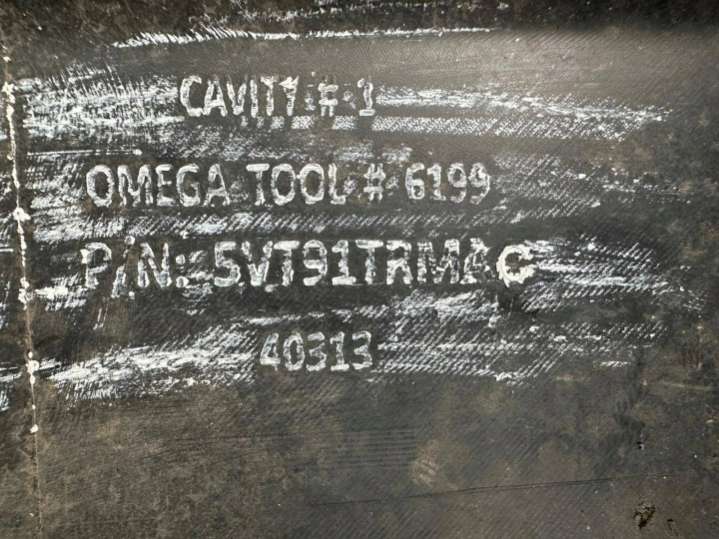 CAVITY # 1
OMEGA TOOL # 6199
P/N: 5VT91TRMAC
40313